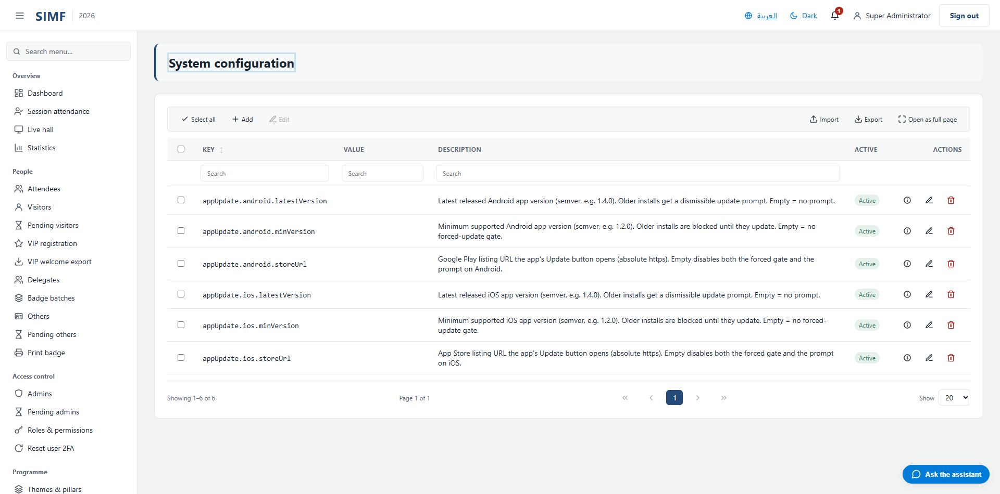 SIMF 2026
العربية
Dark
1
Super Administrator
Sign out
Search menu...
Overview
Dashboard
Session attendance
Live hall
Statistics
People
Attendees
Visitors
Pending visitors
VIP registration
VIP welcome export
Delegates
Badge batches
Others
Pending others
Print badge
Access control
Admins
Pending admins
Roles & permissions
Reset user 2FA
Programme
Themes & pillars
System configuration
Select all
Add
Edit
Import
Export
Open as full page
KEY VALUE DESCRIPTION ACTIVE ACTIONS
Search Search Search
appUpdate.android.latestVersion
Latest released Android app version (semver, e.g. 1.4.0). Older installs get a dismissible update prompt. Empty = no prompt.
Active
appUpdate.android.minVersion
Minimum supported Android app version (semver, e.g. 1.2.0). Older installs are blocked until they update. Empty = no
forced-update gate.
Active
appUpdate.android.storeUrl
Google Play listing URL the app's Update button opens (absolute https). Empty disables both the forced gate and the
prompt on Android.
Active
appUpdate.ios.latestVersion
Latest released iOS app version (semver, e.g. 1.4.0). Older installs get a dismissible update prompt. Empty = no prompt.
Active
appUpdate.ios.minVersion
Minimum supported iOS app version (semver, e.g. 1.2.0). Older installs are blocked until they update. Empty = no forced-
update gate.
Active
appUpdate.ios.storeUrl
App Store listing URL the app's Update button opens (absolute https). Empty disables both the forced gate and the prompt
on iOS.
Active
Showing 1–6 of 6
Page 1 of 1
1
Show 20
Ask the assistant